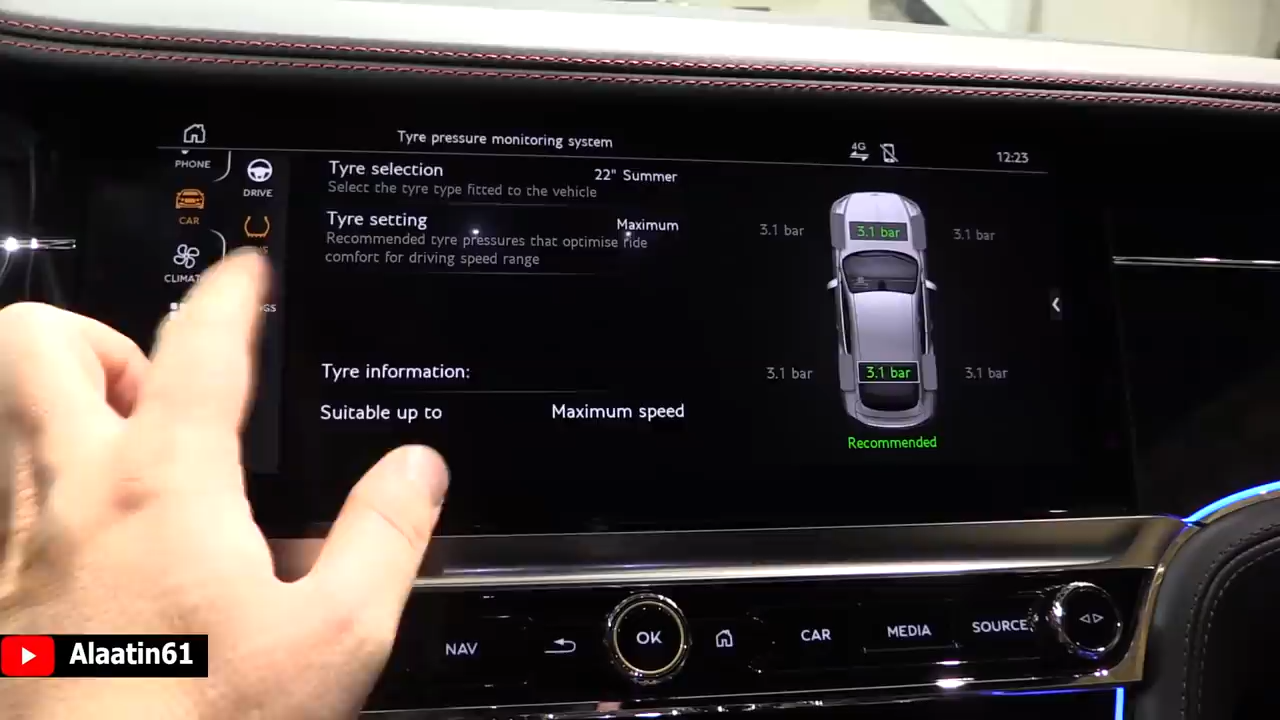 Tyre pressure monitoring system
4G
12:23
PHONE
DRIVE
CAR
Tyre selection
22" Summer
Select the tyre type fitted to the vehicle
Tyre setting
Maximum
Recommended tyre pressures that optimise ride
comfort for driving speed range
3.1 bar
3.1 bar
3.1 bar
3.1 bar
3.1 bar
3.1 bar
Recommended
Tyre information:
Suitable up to
Maximum speed
NAV
OK
CAR
MEDIA
SOURCE
Alaatin61